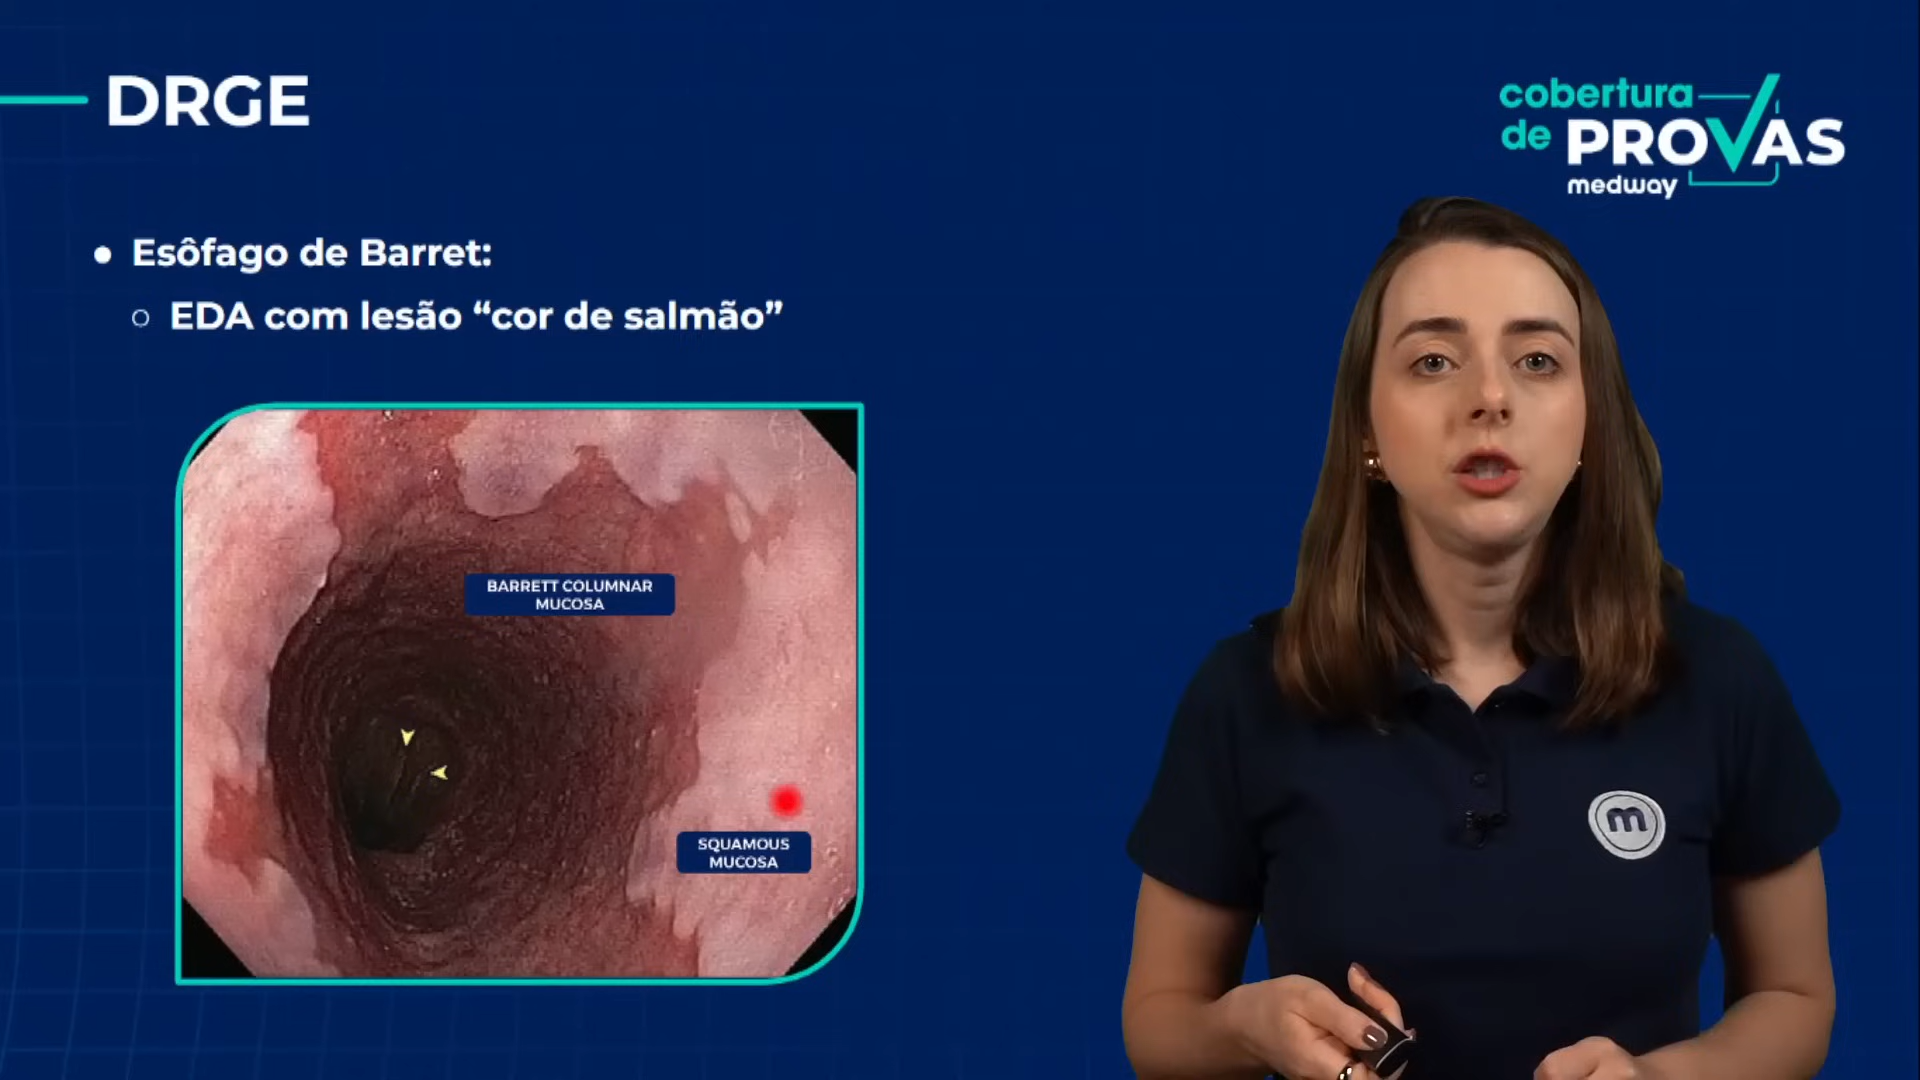 DRGE
cobertura
de PROVAS
medway
Esôfago de Barret:
EDA com lesão “cor de salmão”
BARRETT COLUMNAR
MUCOSA
SQUAMOUS
MUCOSA
m